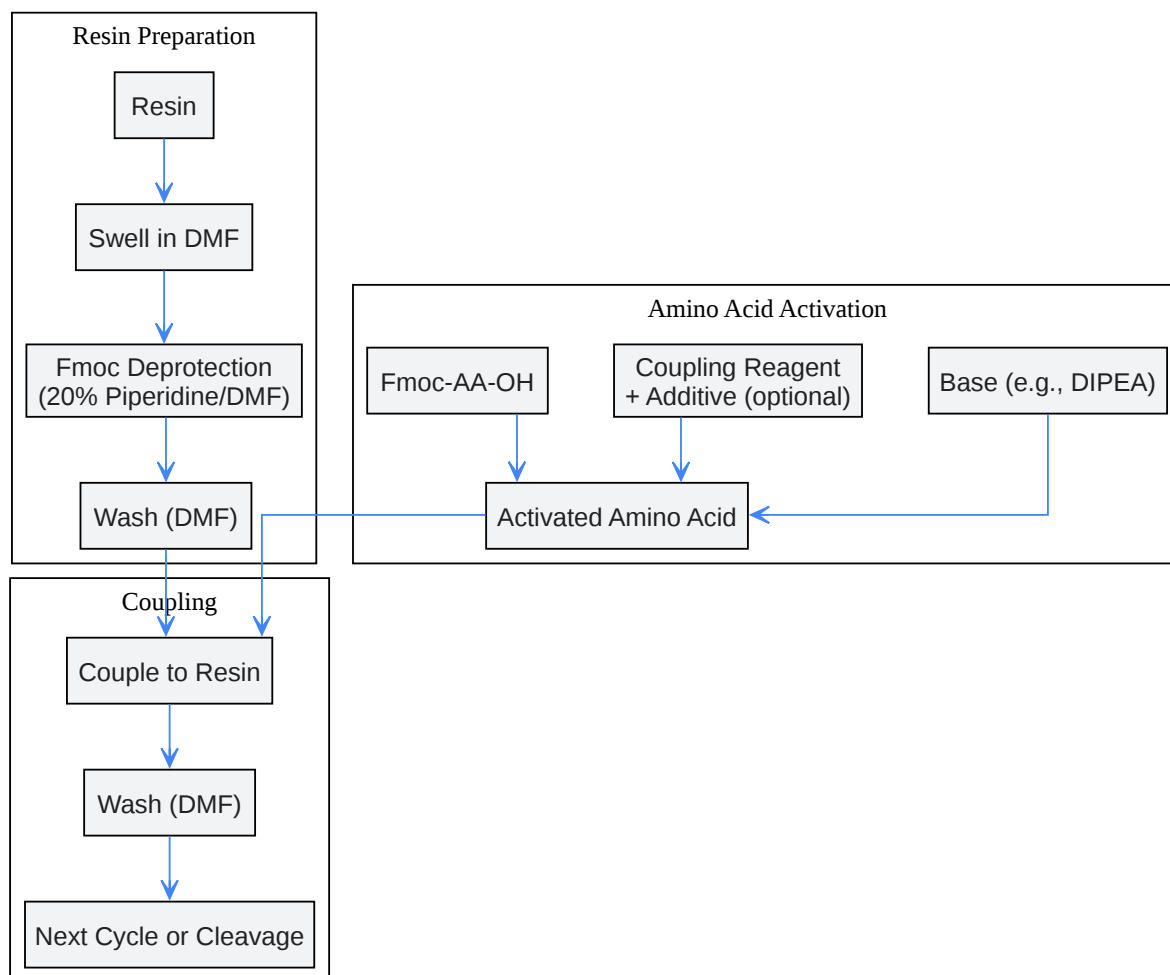 Resin Preparation
Resin
Swell in DMF
Fmoc Deprotection
(20% Piperidine/DMF)
Wash (DMF)
Amino Acid Activation
Fmoc-AA-OH
Coupling Reagent
+ Additive (optional)
Base (e.g., DIPEA)
Activated Amino Acid
Coupling
Couple to Resin
Wash (DMF)
Next Cycle or Cleavage